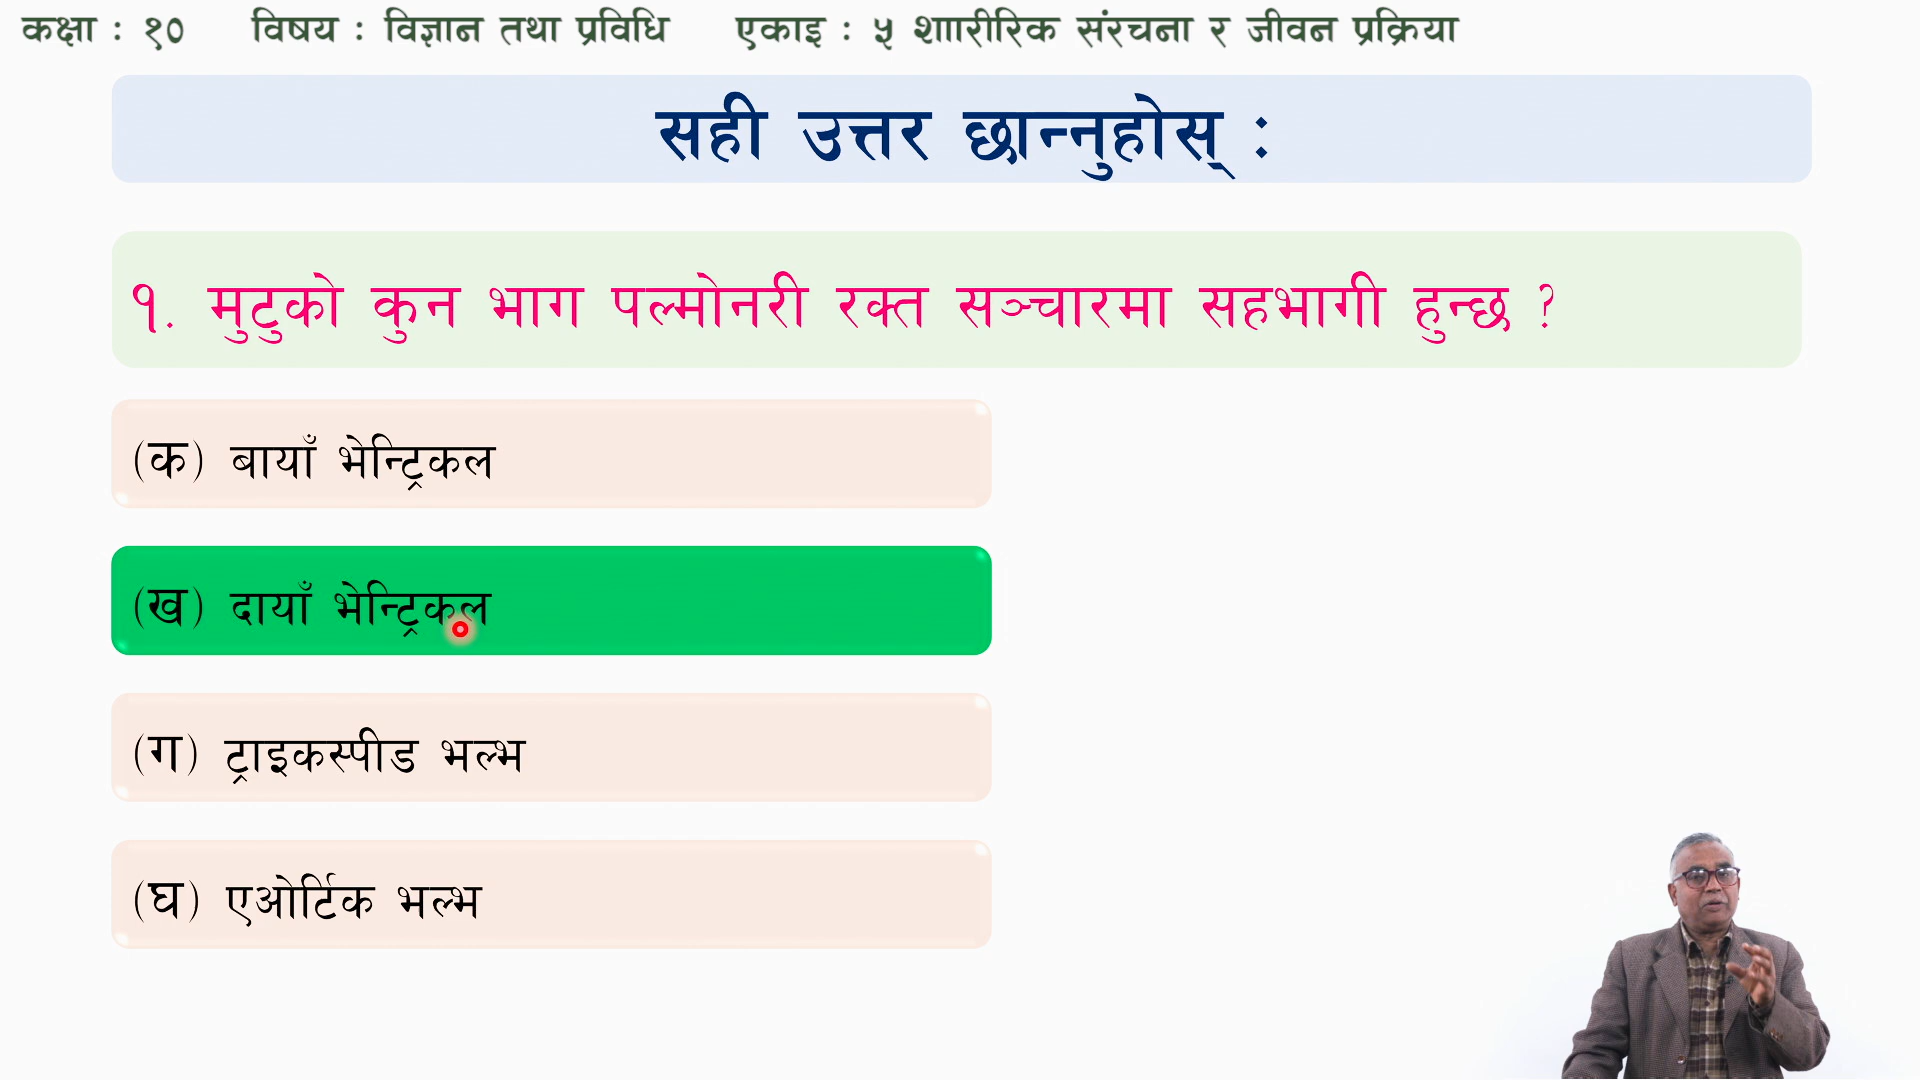 कक्षा : १० विषय : विज्ञान तथा प्रविधि एकाइ : ५ शाारीरिक संरचना र जीवन प्रक्रिया
सही उत्तर छान्नुहोस् :
१. मुटुको कुन भाग पल्मोनरी रक्त सञ्चारमा सहभागी हुन्छ ?
(क) बायाँ भेन्ट्रिकल
(ख) दायाँ भेन्ट्रिकल
(ग) ट्राइकस्पीड भल्भ
(घ) एओर्टिक भल्भ